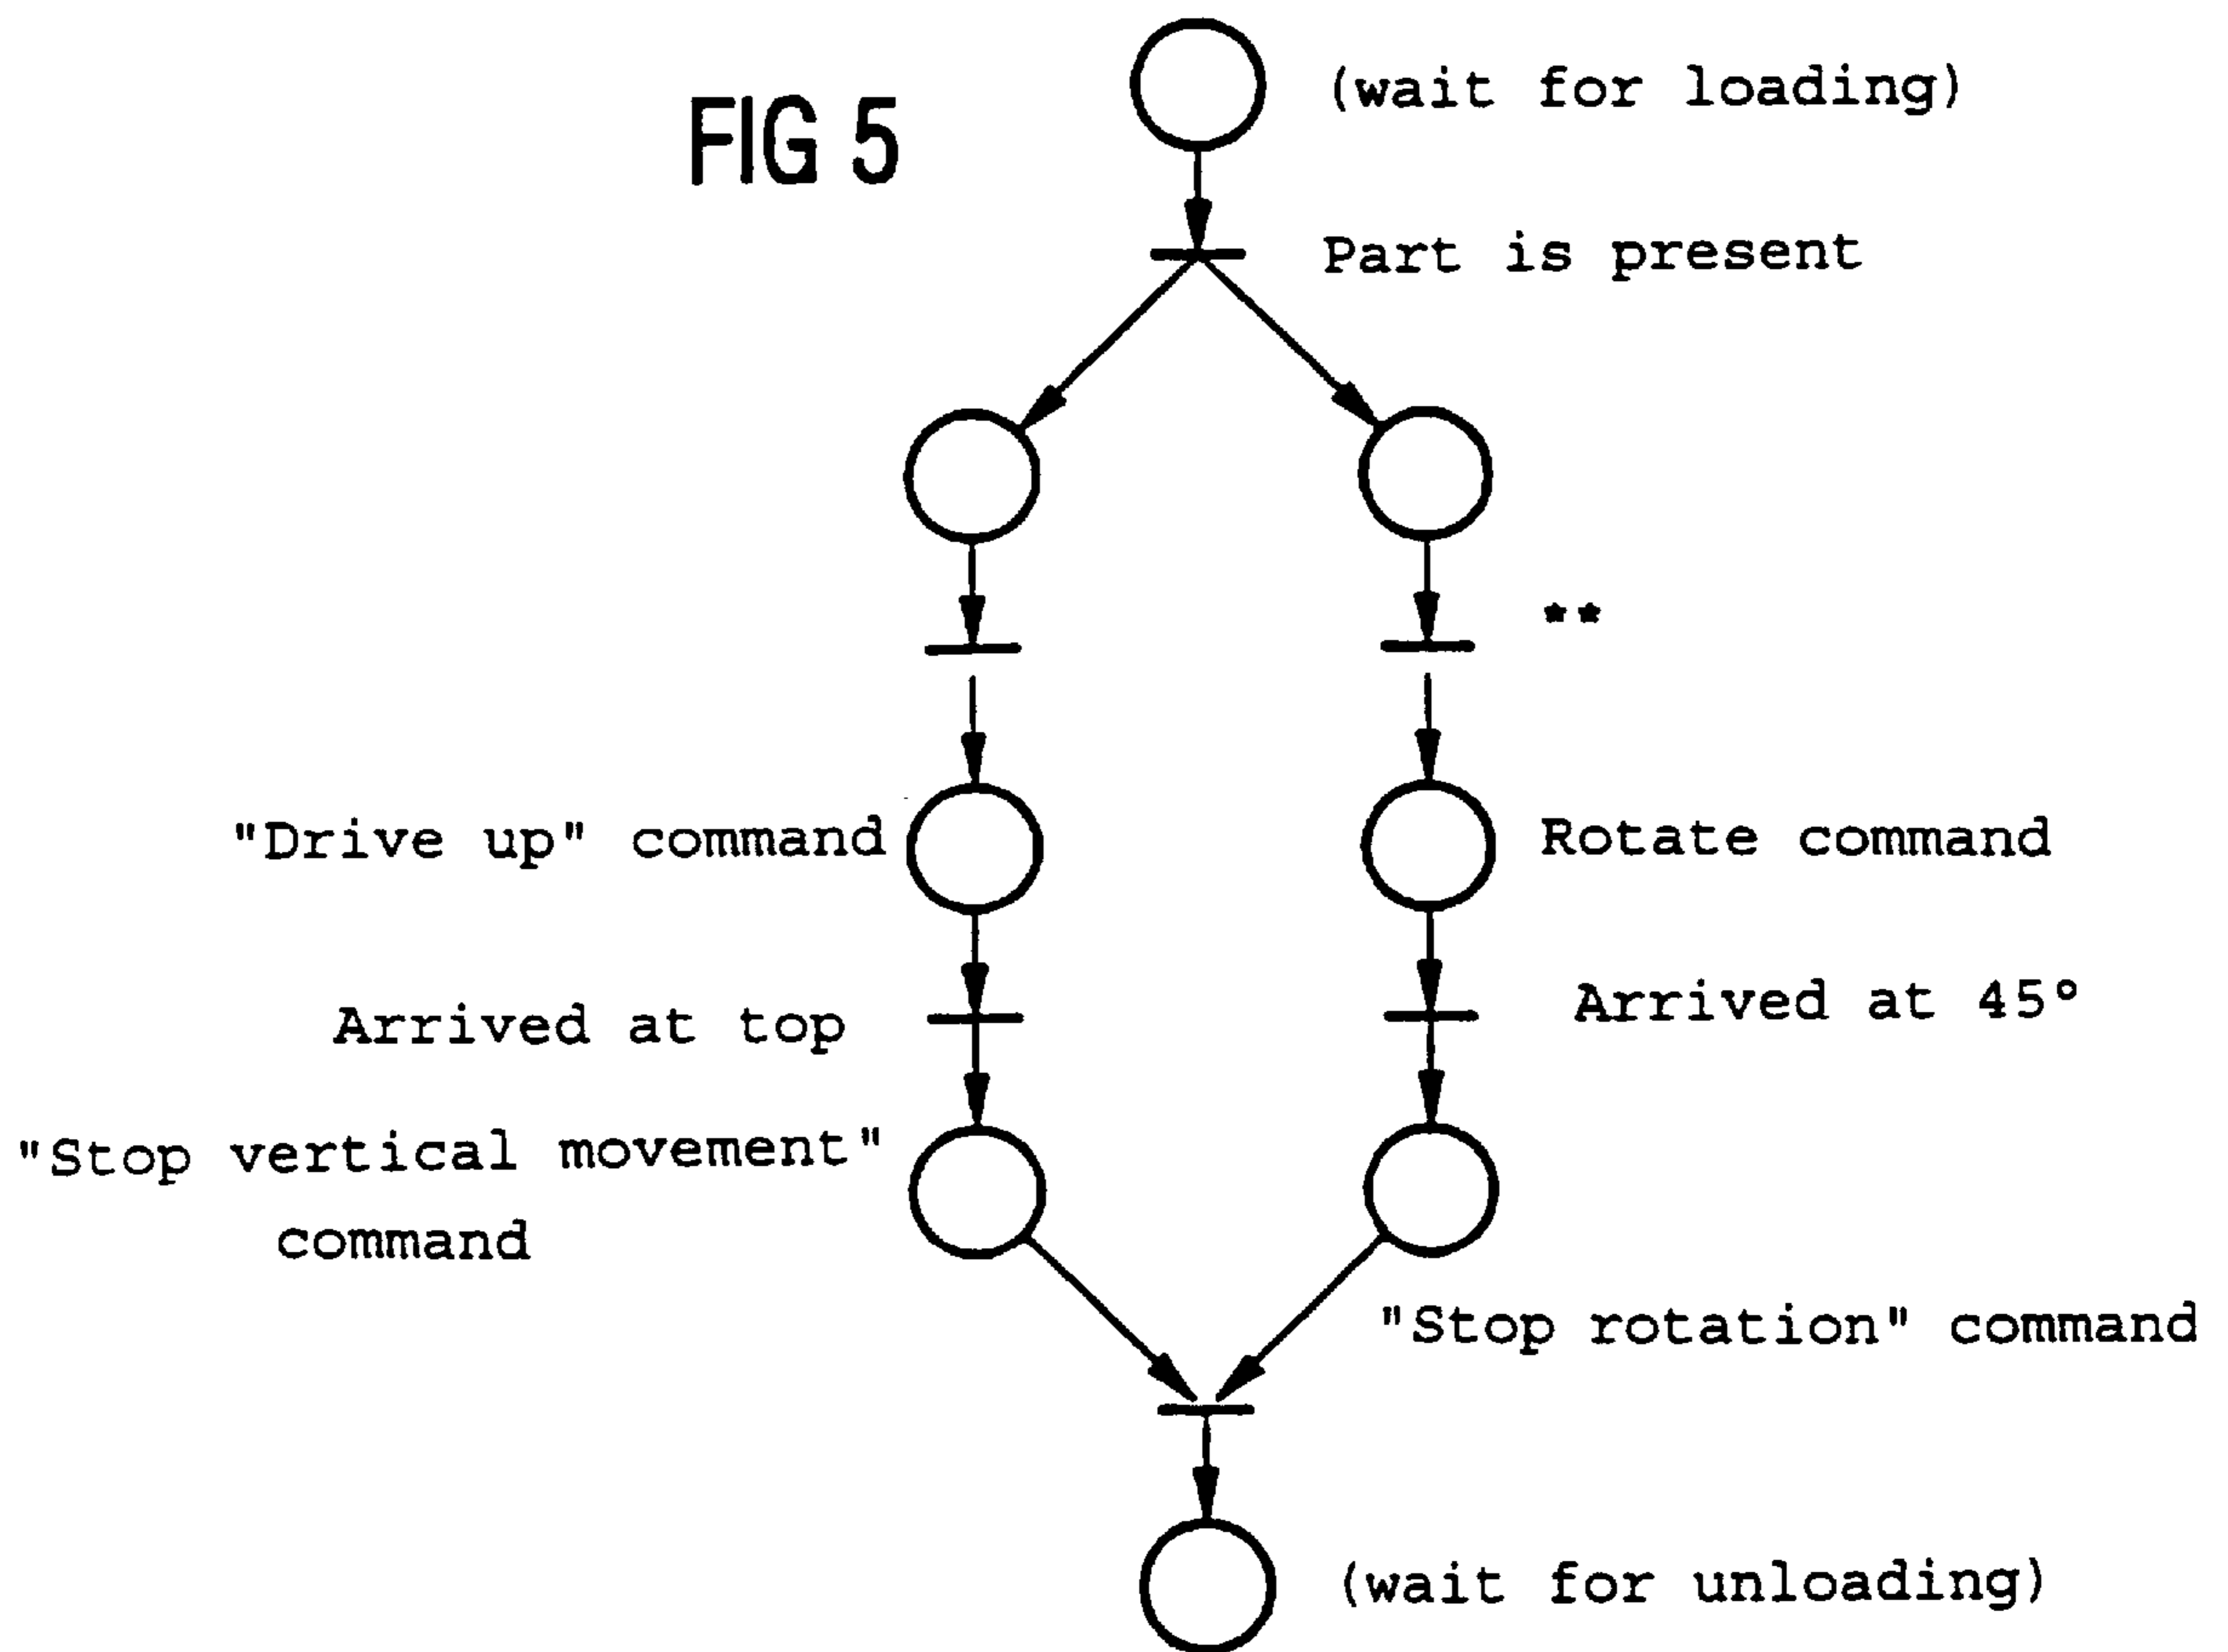 FIG 5
(wait for loading)
Part is present
**
"Drive up" command
Rotate command
Arrived at top
Arrived at 45°
"Stop vertical movement"
command
"Stop rotation" command
(wait for unloading)